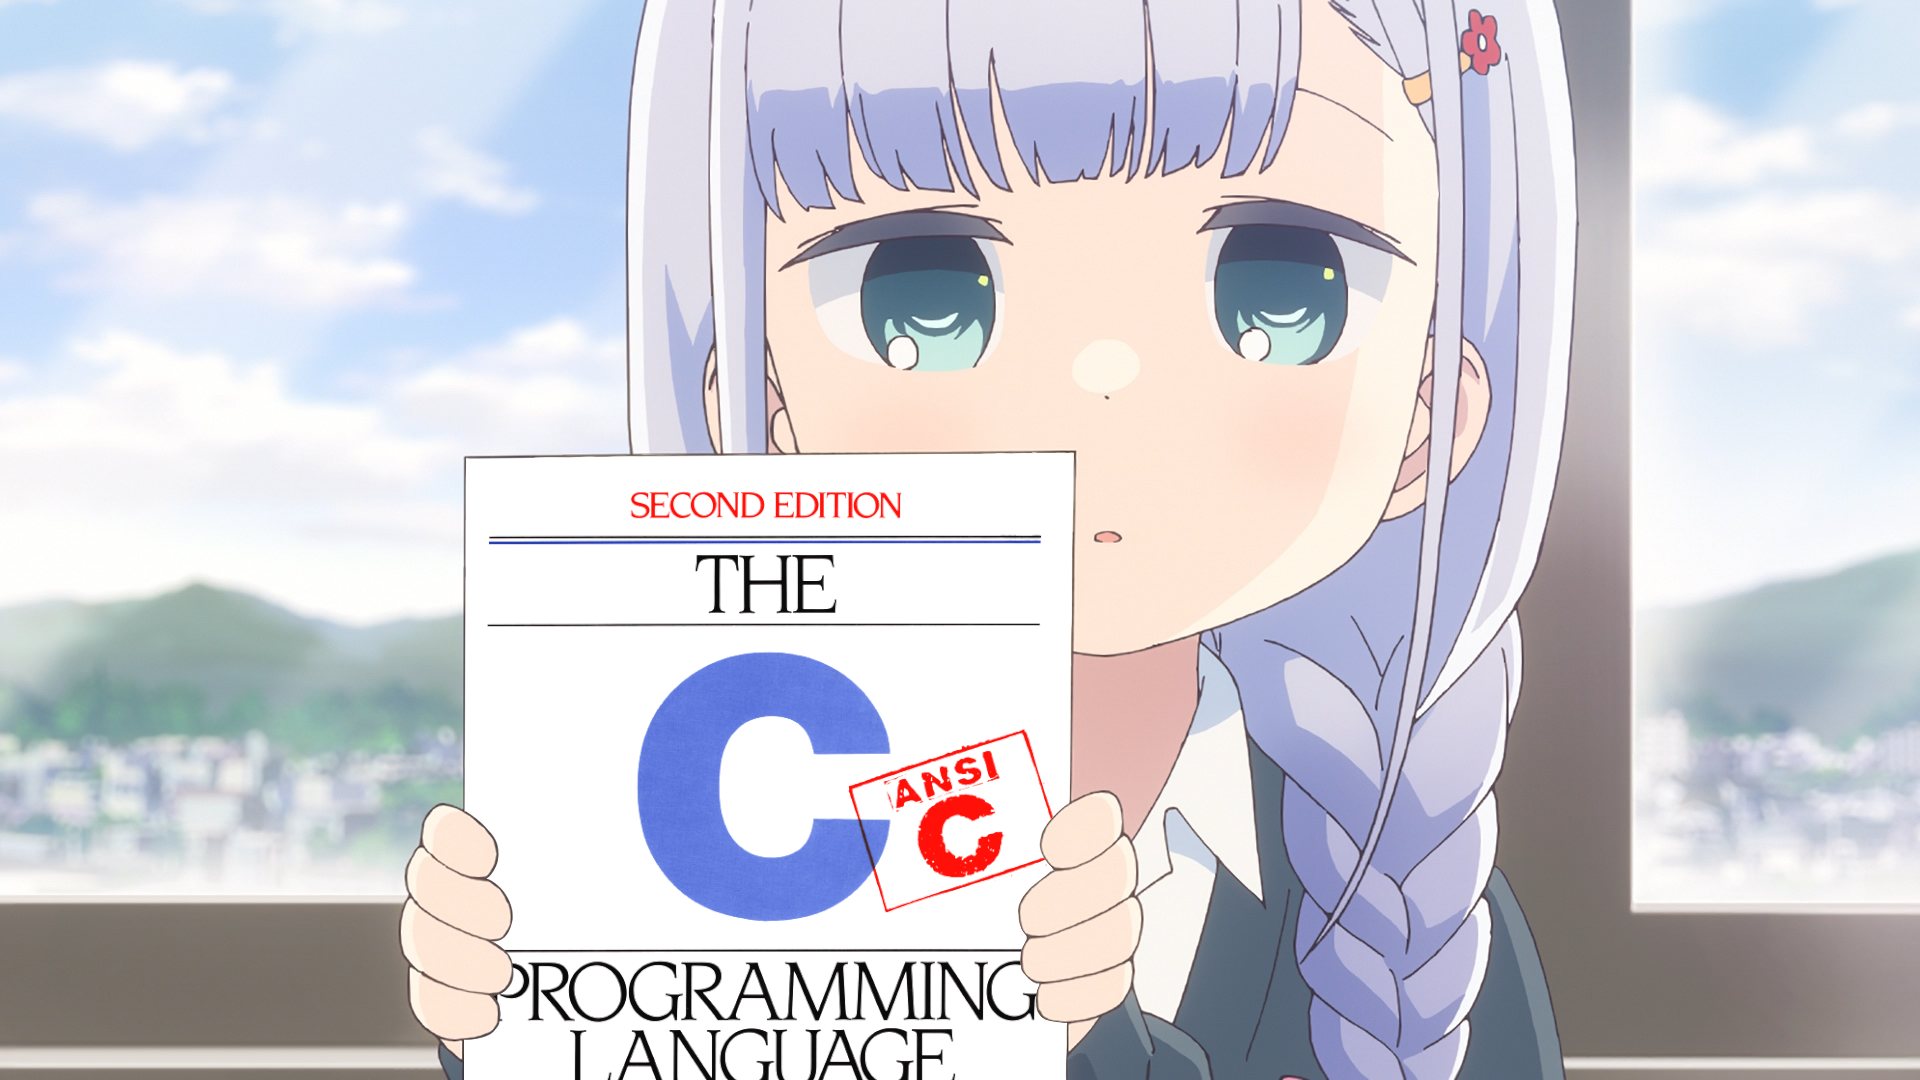 SECOND EDITION
THE
C
ANSI
C
PROGRAMMING
LANGUAGE